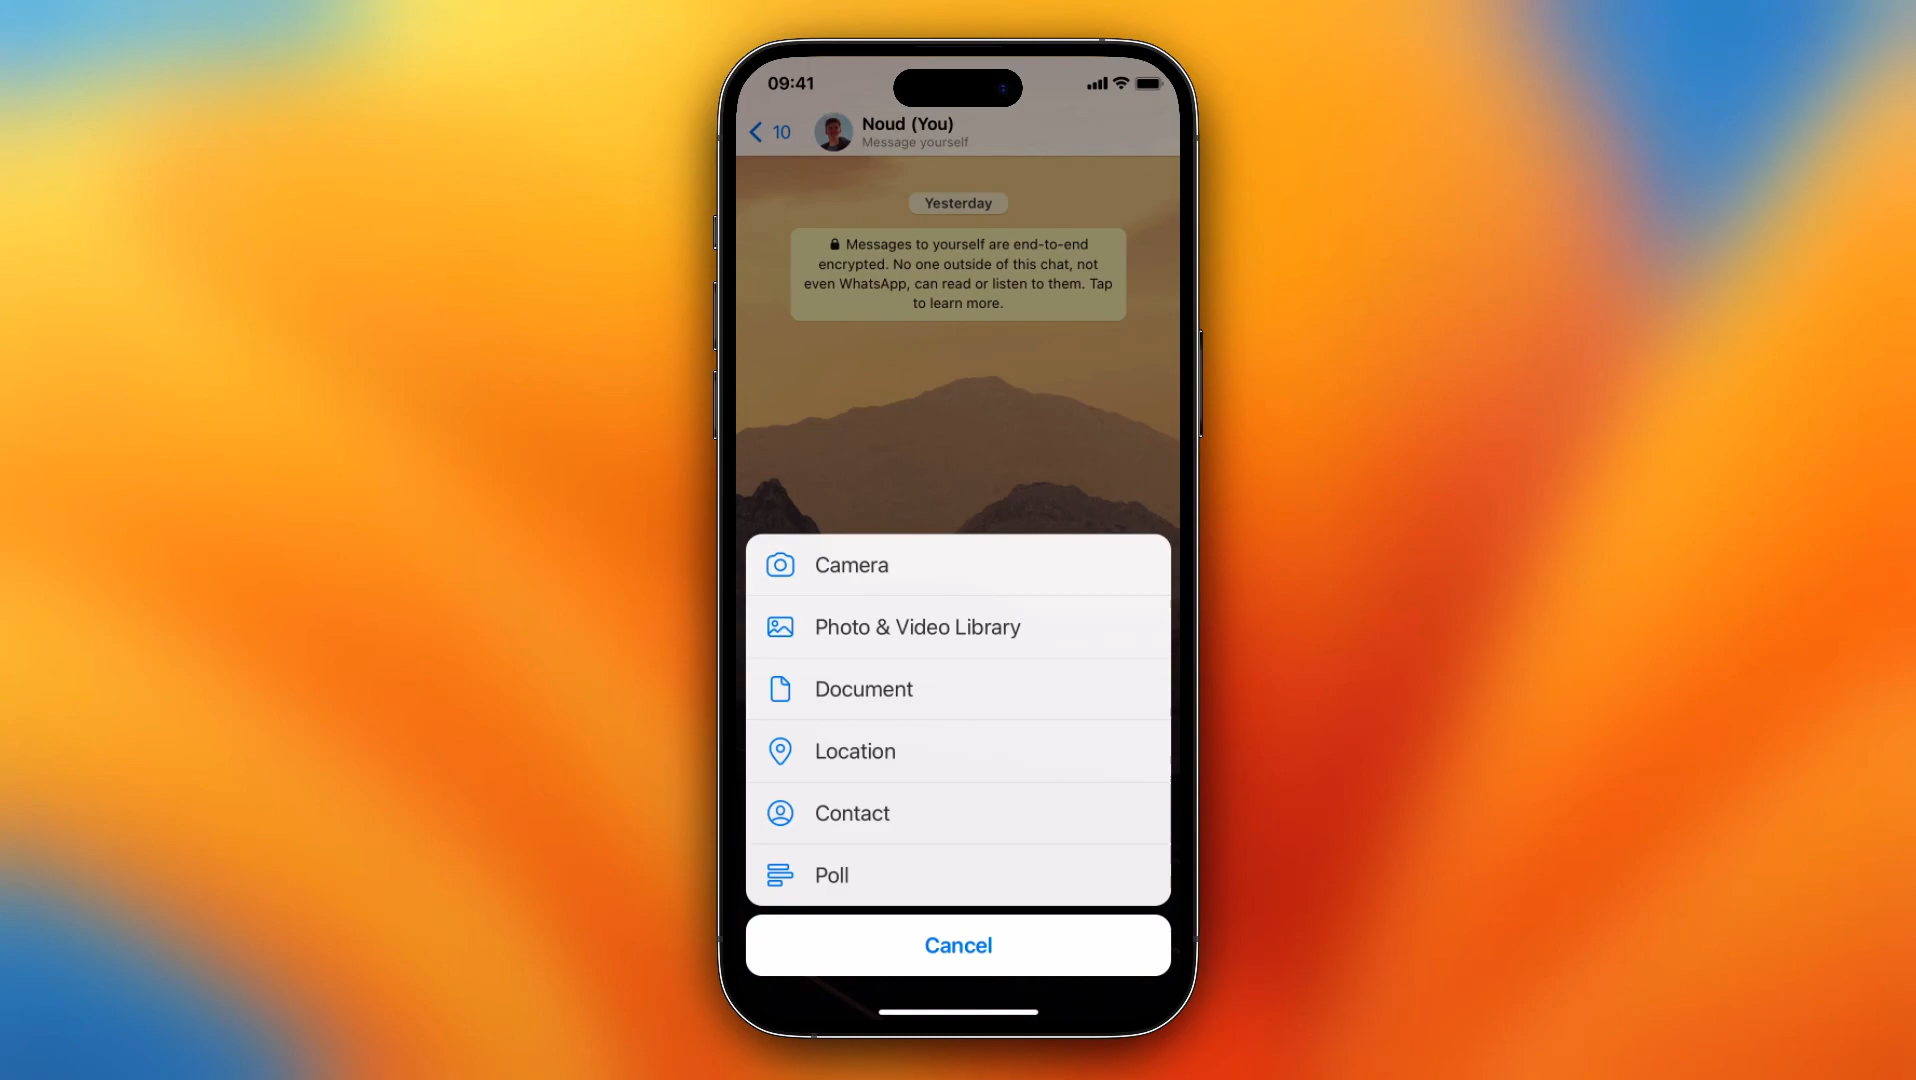 09:41
10
Noud (You)
Message yourself
Yesterday
Messages to yourself are end-to-end
encrypted. No one outside of this chat, not
even WhatsApp, can read or listen to them. Tap
to learn more.
Camera
Photo & Video Library
Document
Location
Contact
Poll
Cancel